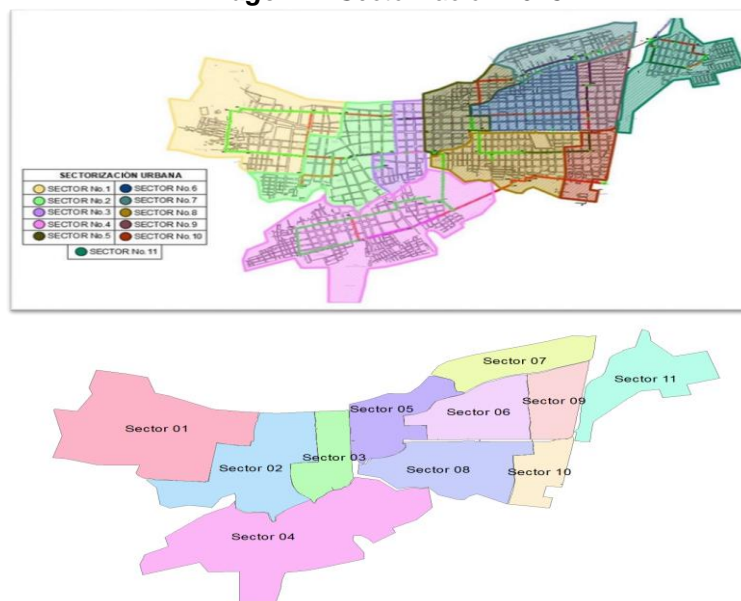 SECTORIZACIÓN URBANA
SECTOR No.1 SECTOR No.6
SECTOR No.2 SECTOR No.7
SECTOR No.3 SECTOR No.8
SECTOR No.4 SECTOR No.9
SECTOR No.5 SECTOR No.10
SECTOR No.11
Sector 07
Sector 11
Sector 05
Sector 06
Sector 09
Sector 01
Sector 02
Sector 03
Sector 08
Sector 10
Sector 04